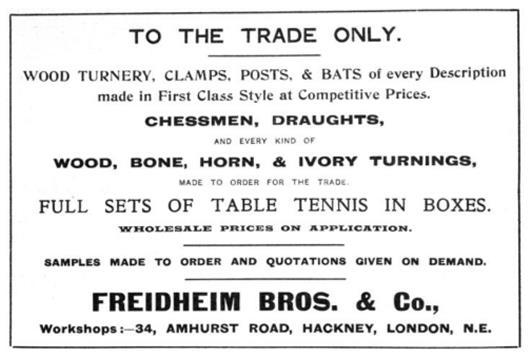 TO THE TRADE ONLY.
WOOD TURNERY, CLAMPS, POSTS, & BATS of every Description
made in First Class Style at Competitive Prices.
CHESSMEN, DRAUGHTS,
AND EVERY KIND OF
WOOD, BONE, HORN, & IVORY TURNINGS,
MADE TO ORDER FOR THE TRADE.
FULL SETS OF TABLE TENNIS IN BOXES.
WHOLESALE PRICES ON APPLICATION.
SAMPLES MADE TO ORDER AND QUOTATIONS GIVEN ON DEMAND.
FREIDHEIM BROS. & Co.,
Workshops:—34, AMHURST ROAD, HACKNEY, LONDON, N.E.